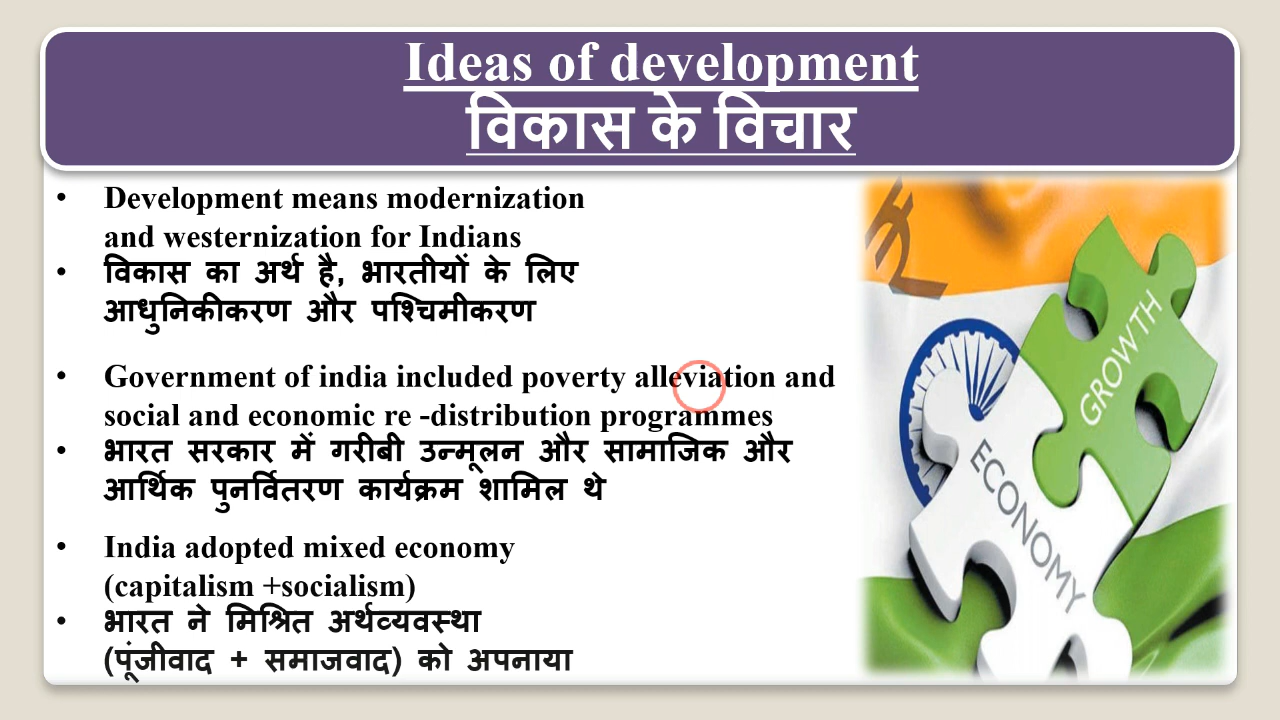 Ideas of development
विकास के विचार
• Development means modernization
and westernization for Indians
• विकास का अर्थ है, भारतीयों के लिए
आधुनिकीकरण और पश्चिमीकरण
• Government of india included poverty alleviation and
social and economic re -distribution programmes
• भारत सरकार में गरीबी उन्मूलन और सामाजिक और
आर्थिक पुनर्वितरण कार्यक्रम शामिल थे
• India adopted mixed economy
(capitalism +socialism)
• भारत ने मिश्रित अर्थव्यवस्था
(पूंजीवाद + समाजवाद) को अपनाया
₹
GROWTH
ECONOMY